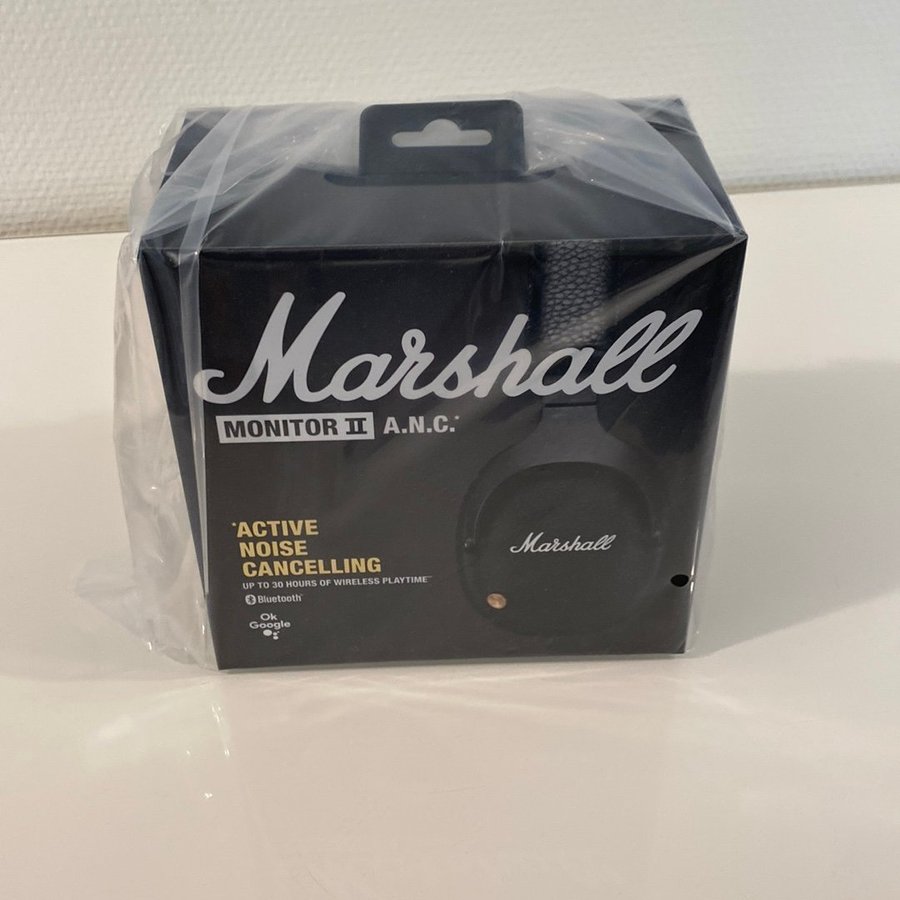 Marshall
MONITOR II A.N.C.*
*ACTIVE
NOISE
CANCELLING
UP TO 30 HOURS OF WIRELESS PLAYTIME
Bluetooth
Ok
Google
Marshall